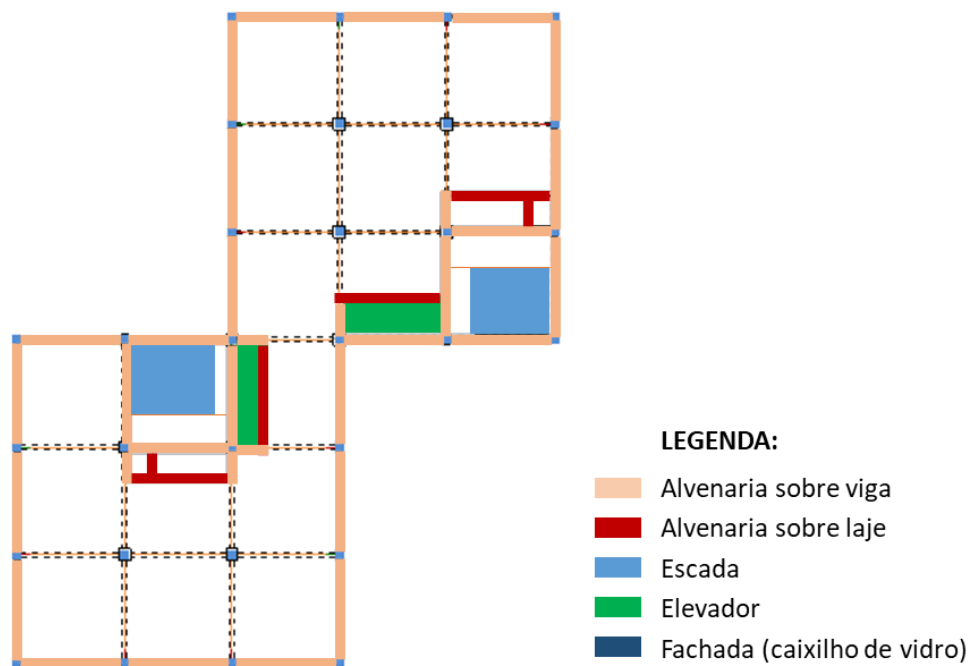 LEGENDA:
Alvenaria sobre viga
Alvenaria sobre laje
Escada
Elevador
Fachada (caixilho de vidro)